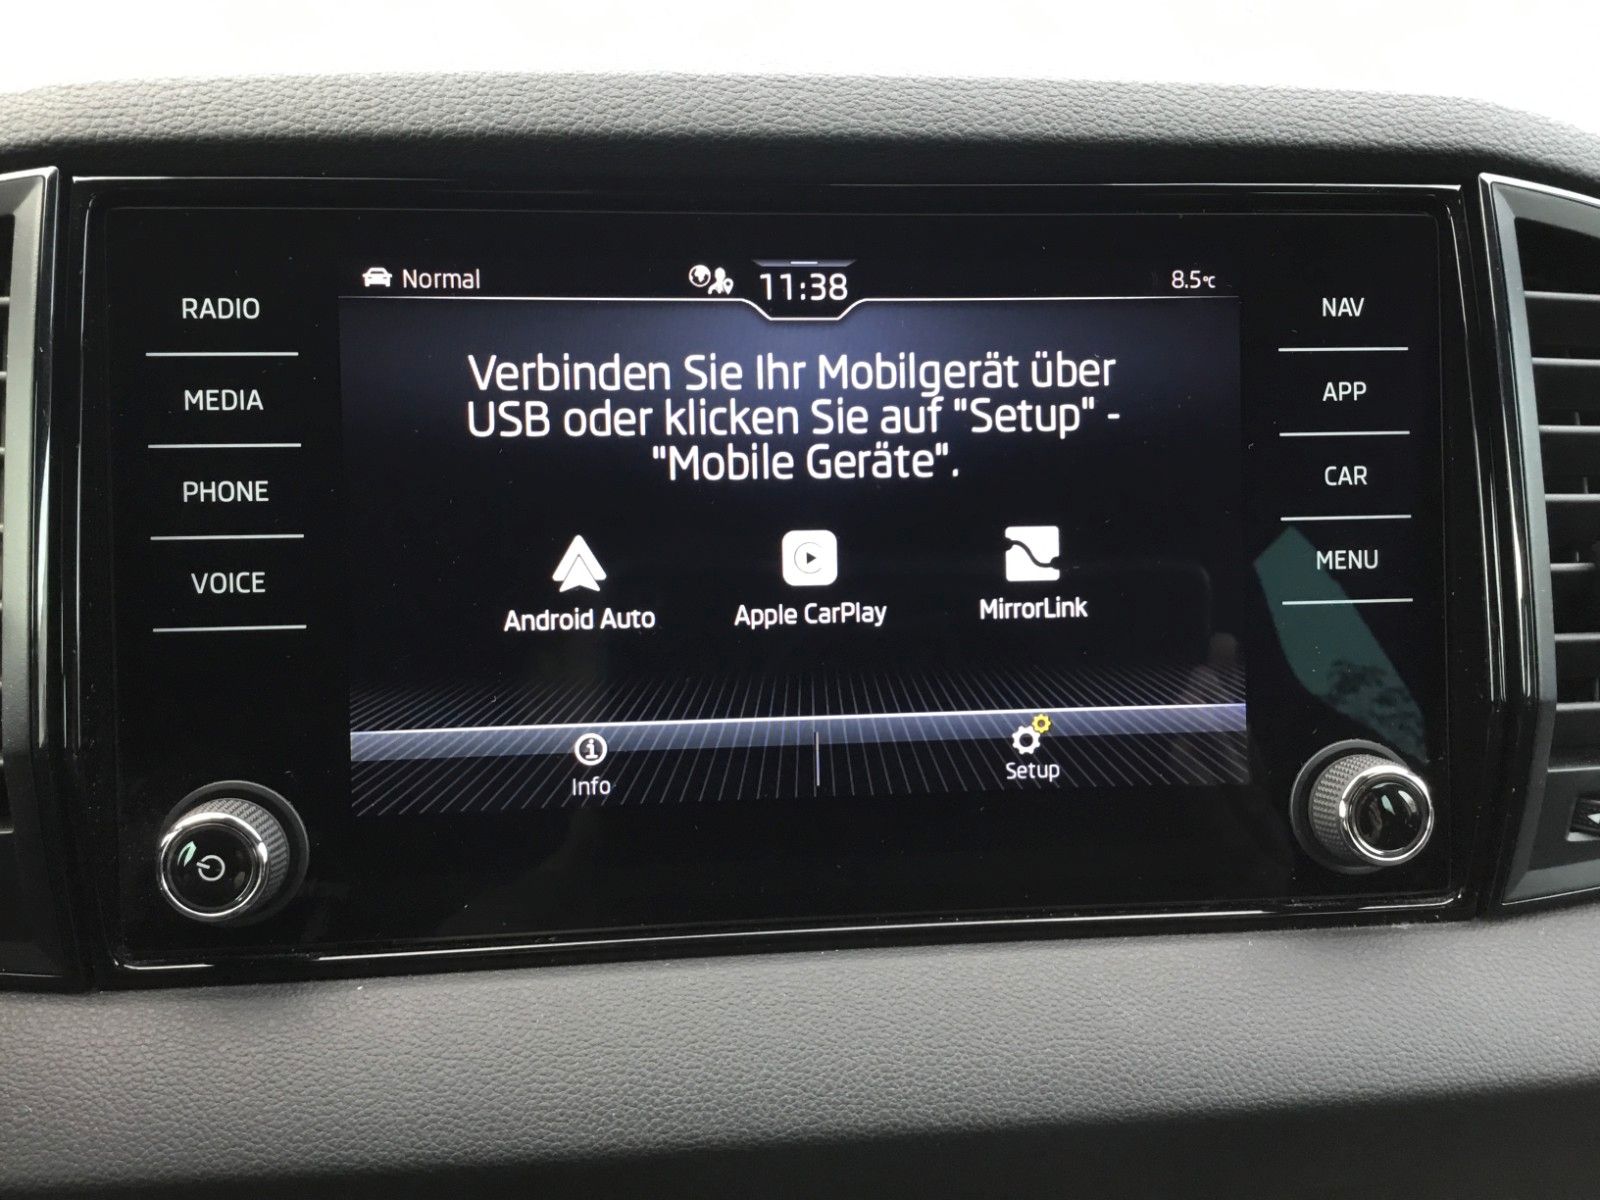 Normal
11:38
8.5°C
RADIO
MEDIA
PHONE
VOICE
Verbinden Sie Ihr Mobilgerät über
USB oder klicken Sie auf "Setup" -
"Mobile Geräte".
Android Auto
Apple CarPlay
MirrorLink
Info
Setup
NAV
APP
CAR
MENU